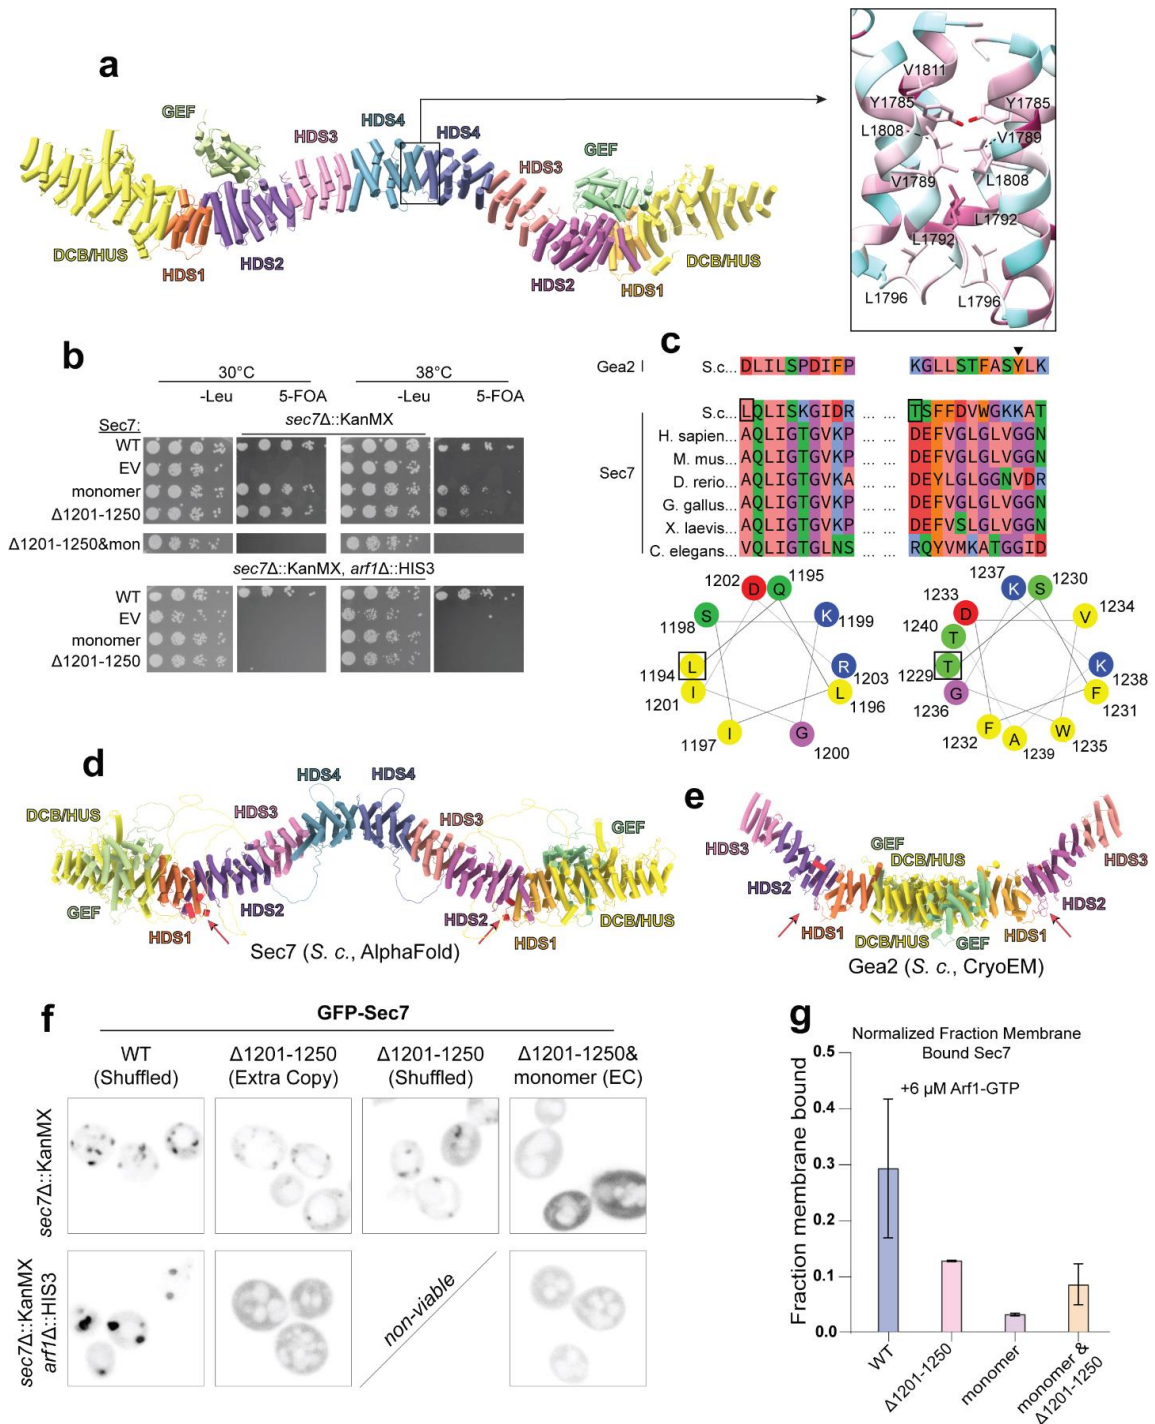 a
GEF
HDS3
HDS4
HDS4
HDS3
GEF
DCB/HUS
HDS1
HDS2
HDS2
HDS1
DCB/HUS
V1811
Y1785
Y1785
L1808
V1789
V1789
L1808
L1792
L1792
L1796
L1796
b
30°C
38°C
-Leu
5-FOA
-Leu
5-FOA
Sec7:
sec7Δ::KanMX
WT
EV
monomer
Δ1201-1250
Δ1201-1250&mon
sec7Δ::KanMX, arf1Δ::HIS3
WT
EV
monomer
Δ1201-1250
c
Gea2
S.c... DLILSPDIFP KGLLSTFASYLK
Sec7
S.c... LQLISKGIDR ... ... TSFFDVWGKKAT
H. sapien... AQLIGTGVKP ... ... DEFVGLGLVGGN
M. mus... AQLIGTGVKP ... ... DEFVGLGLVGGN
D. rerio... AQLIGTGVKA ... ... DEYLGLGGNVDR
G. gallus... AQLIGTGVKP ... ... DEFVGLGLVGGN
X. laevis... AQLIGTGVKP ... ... DEFVSLGLVGGN
C. elegans... VQLIGTGLNS ... ... RQYVMKATGGID
1202 D Q 1195
1198 S K 1199
1194 L R 1203
1201 I L 1196
1197 I G 1200
1237 K S 1230
1233 D V 1234
1240 T
1229 T K 1238
1236 G F 1231
1232 F A 1239 W 1235
d
HDS4
HDS4
DCB/HUS
HDS3
HDS3
GEF
GEF
HDS1
HDS2
HDS2
HDS1
DCB/HUS
Sec7 (S. c., AlphaFold)
e
HDS3
HDS2
GEF
DCB/HUS
HDS3
HDS2
HDS1
DCB/HUS
GEF
HDS1
Gea2 (S. c., CryoEM)
f
GFP-Sec7
WT
(Shuffled)
Δ1201-1250
(Extra Copy)
Δ1201-1250
(Shuffled)
Δ1201-1250&
monomer (EC)
sec7Δ::KanMX
sec7Δ::KanMX
arf1Δ::HIS3
non-viable
g
Normalized Fraction Membrane
Bound Sec7
+6 µM Arf1-GTP
Fraction membrane bound
0.5
0.4
0.3
0.2
0.1
0.0
WT
Δ1201-1250
monomer
monomer &
Δ1201-1250